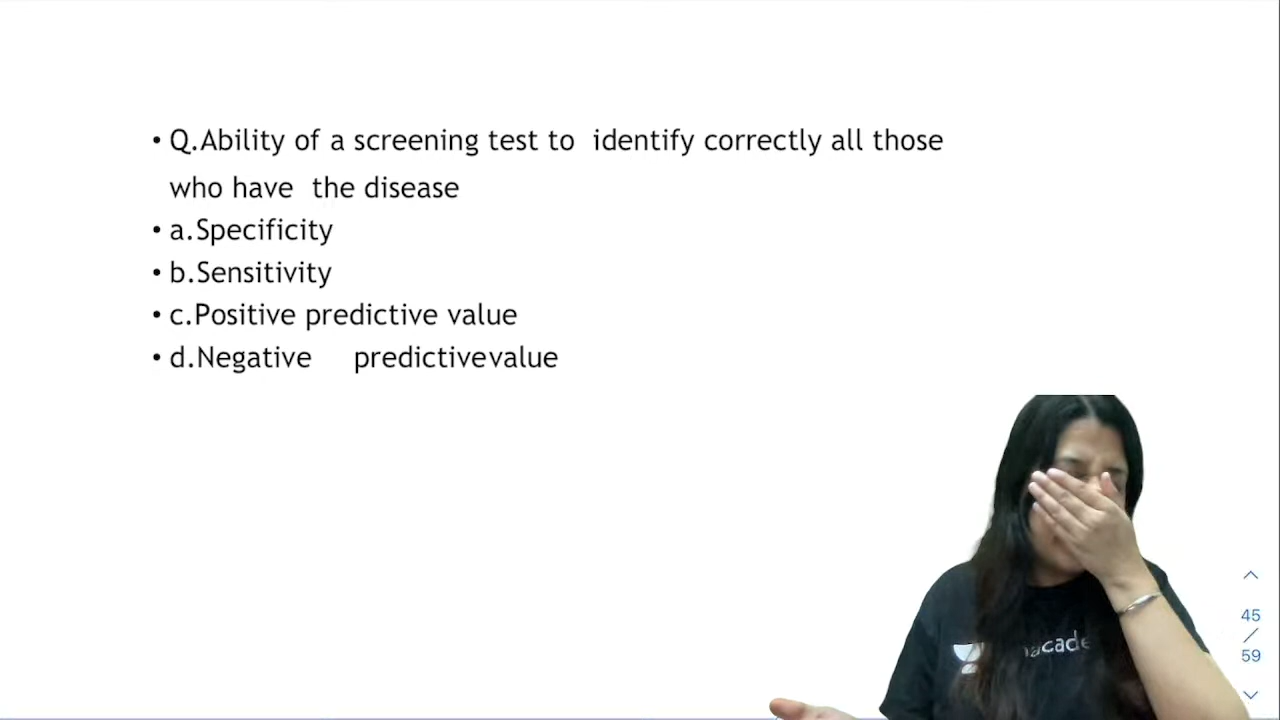 • Q.Ability of a screening test to identify correctly all those
who have the disease
• a.Specificity
• b.Sensitivity
• c.Positive predictive value
• d.Negative predictivevalue
45
/
59